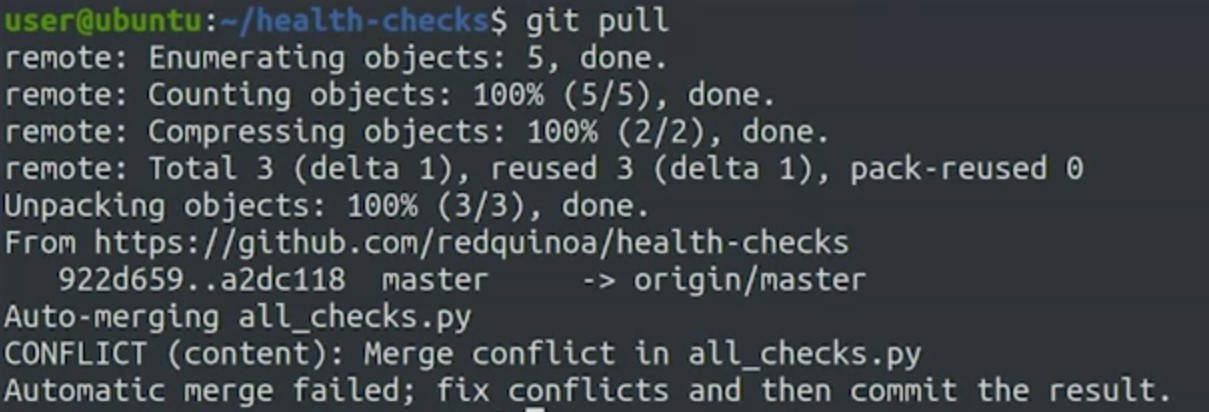 user@ubuntu:~/health-checks$ git pull
remote: Enumerating objects: 5, done.
remote: Counting objects: 100% (5/5), done.
remote: Compressing objects: 100% (2/2), done.
remote: Total 3 (delta 1), reused 3 (delta 1), pack-reused 0
Unpacking objects: 100% (3/3), done.
From https://github.com/redquinoa/health-checks
   922d659..a2dc118  master     -> origin/master
Auto-merging all_checks.py
CONFLICT (content): Merge conflict in all_checks.py
Automatic merge failed; fix conflicts and then commit the result.